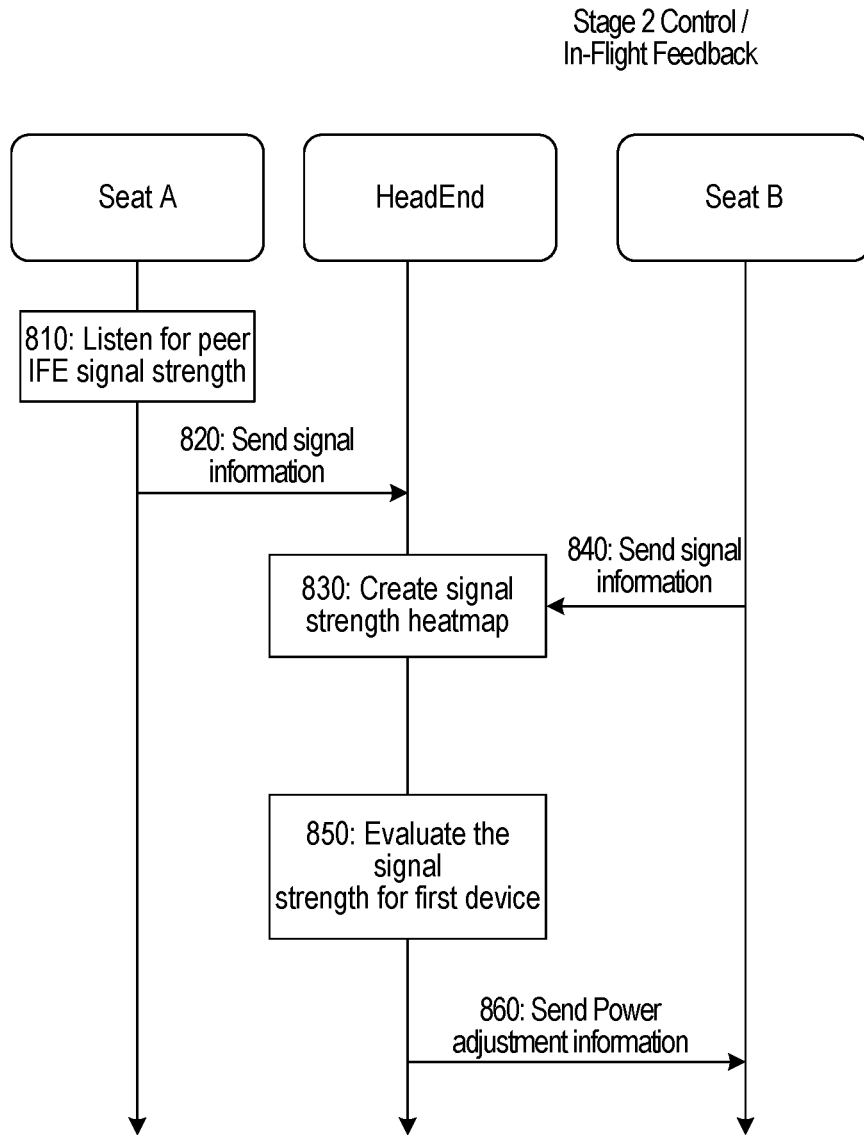 Stage 2 Control /
In-Flight Feedback
Seat A
HeadEnd
Seat B
810: Listen for peer
IFE signal strength
820: Send signal
information
840: Send signal
information
830: Create signal
strength heatmap
850: Evaluate the
signal
strength for first device
860: Send Power
adjustment information